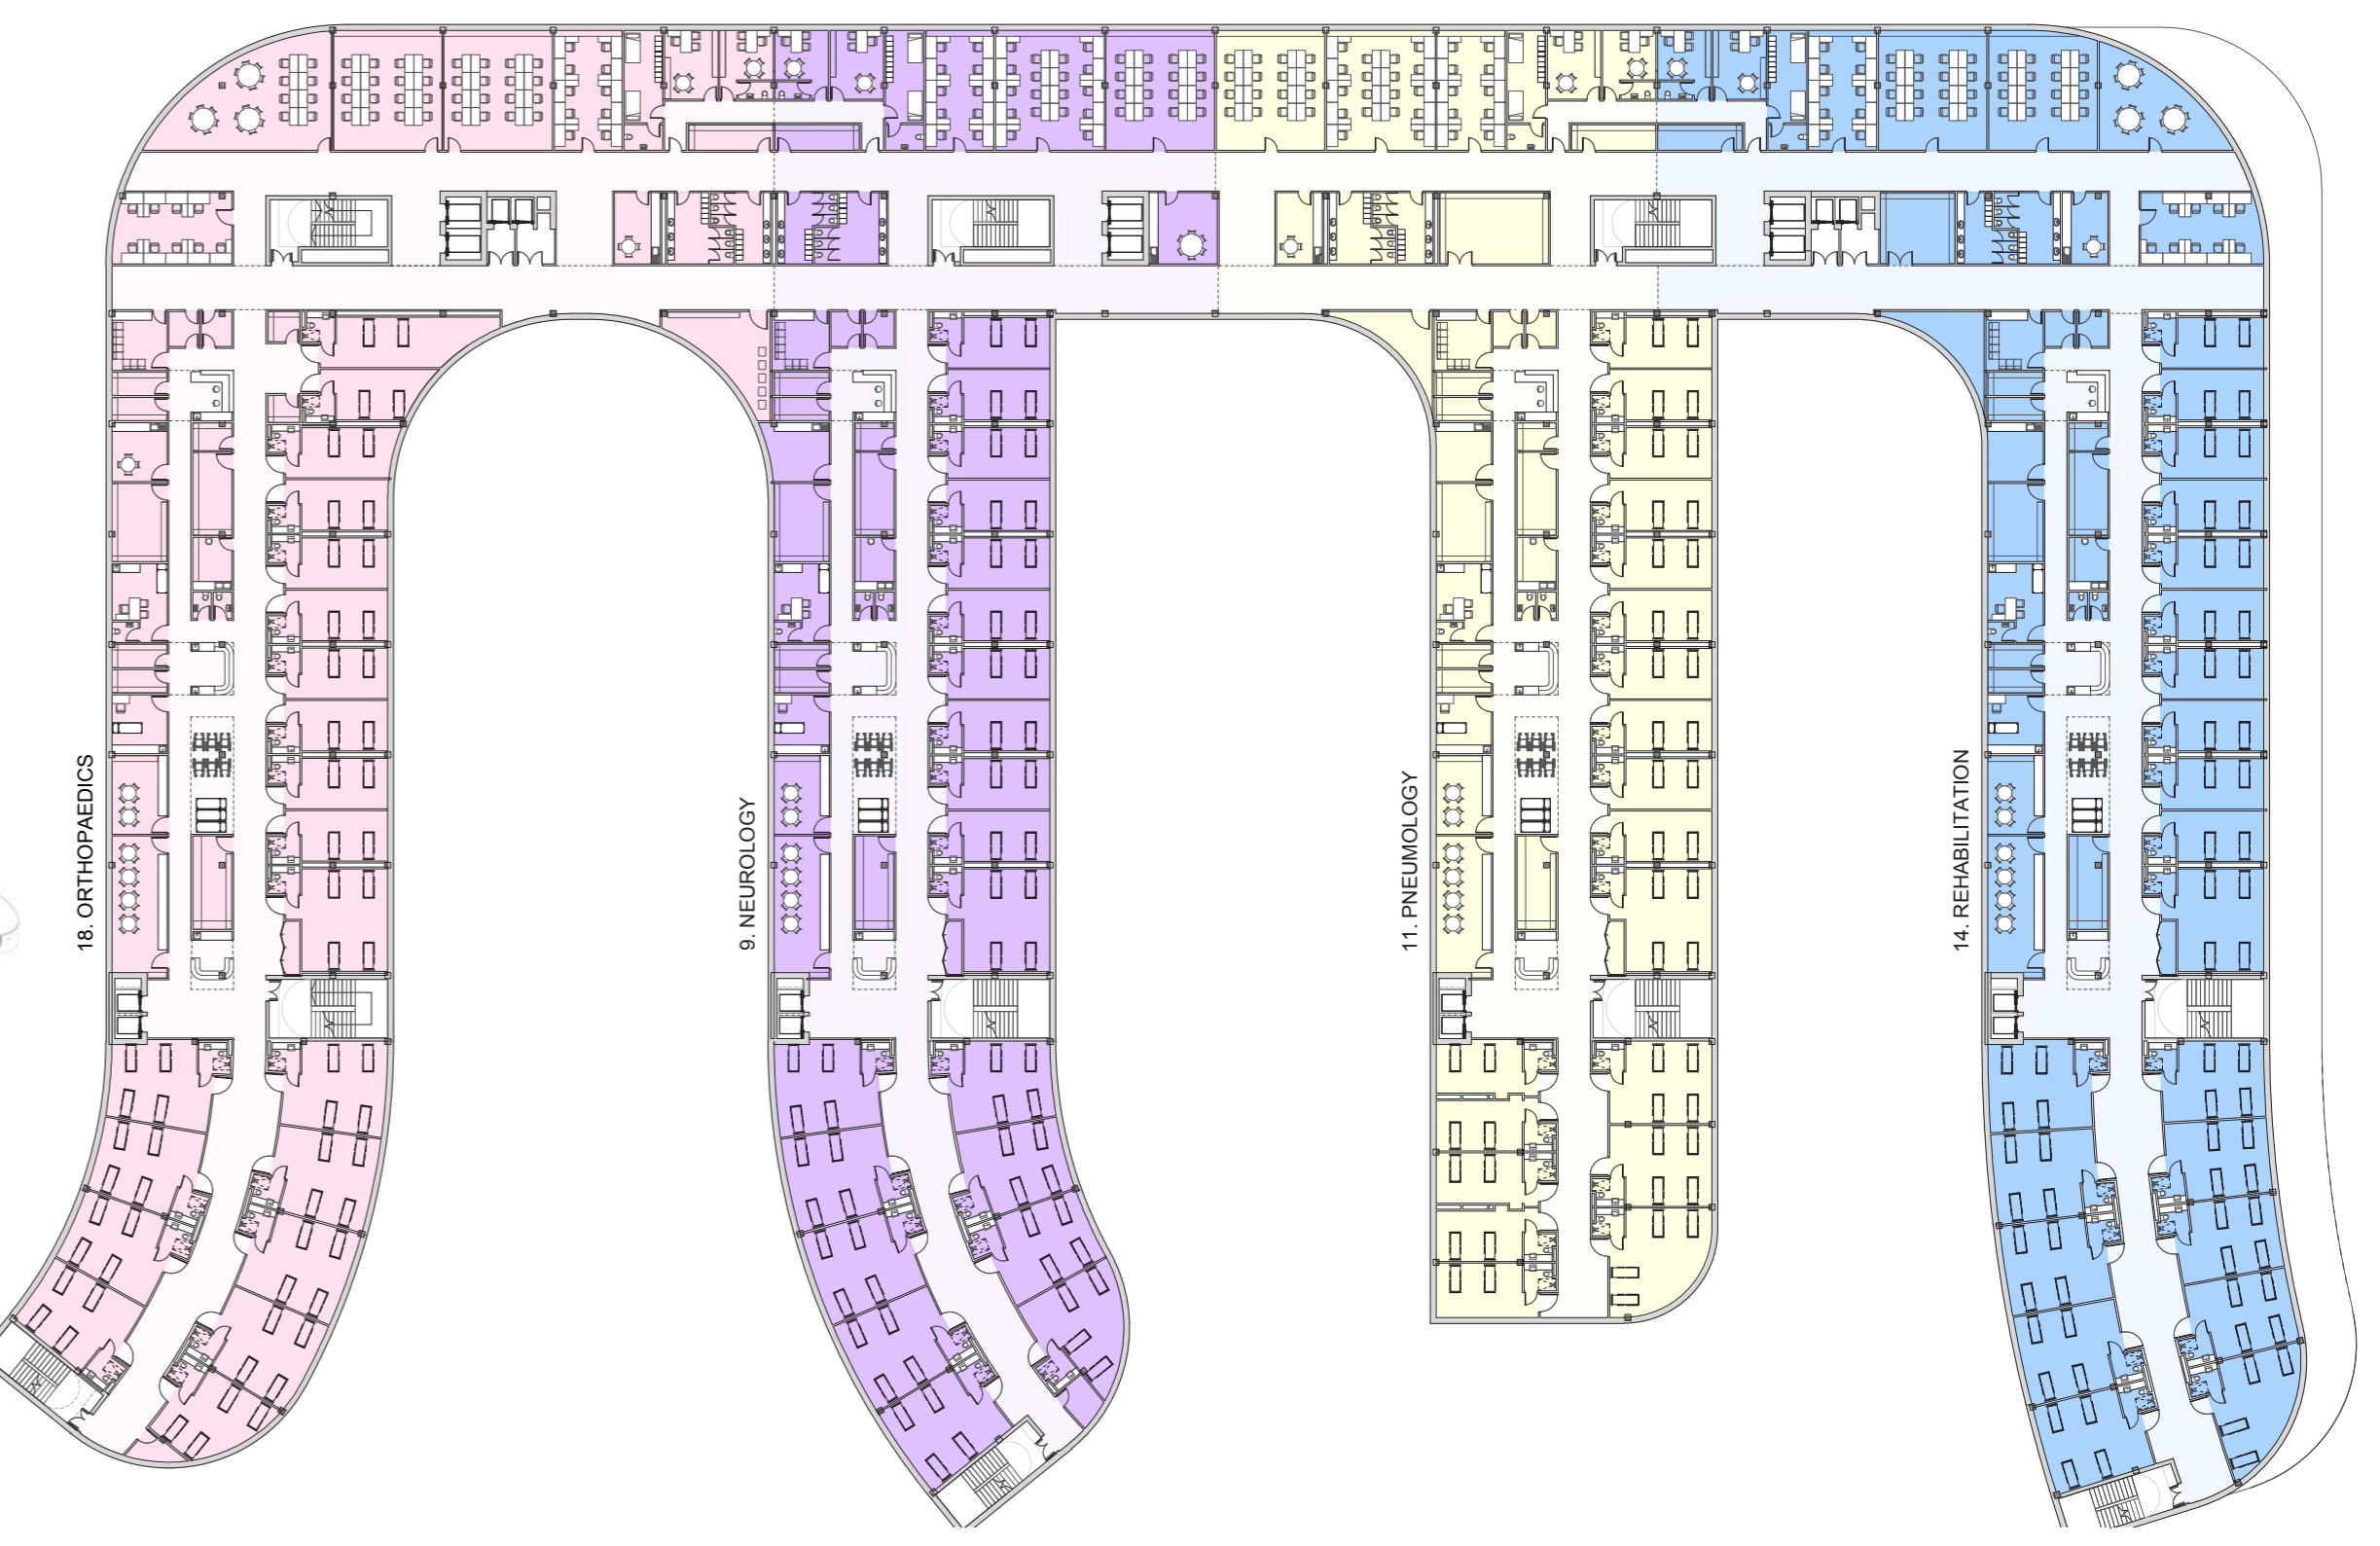 18. ORTHOPAEDICS
9. NEUROLOGY
11. PNEUMOLOGY
14. REHABILITATION